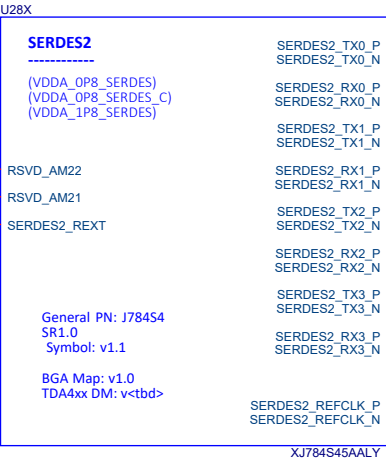 U28X
SERDES2
------------
(VDDA_0P8_SERDES)
(VDDA_0P8_SERDES_C)
(VDDA_1P8_SERDES)
RSVD_AM22
RSVD_AM21
SERDES2_REXT
General PN: J784S4
SR1.0
Symbol: v1.1
BGA Map: v1.0
TDA4xx DM: v<tbd>
SERDES2_TX0_P
SERDES2_TX0_N
SERDES2_RX0_P
SERDES2_RX0_N
SERDES2_TX1_P
SERDES2_TX1_N
SERDES2_RX1_P
SERDES2_RX1_N
SERDES2_TX2_P
SERDES2_TX2_N
SERDES2_RX2_P
SERDES2_RX2_N
SERDES2_TX3_P
SERDES2_TX3_N
SERDES2_RX3_P
SERDES2_RX3_N
SERDES2_REFCLK_P
SERDES2_REFCLK_N
XJ784S45AALY